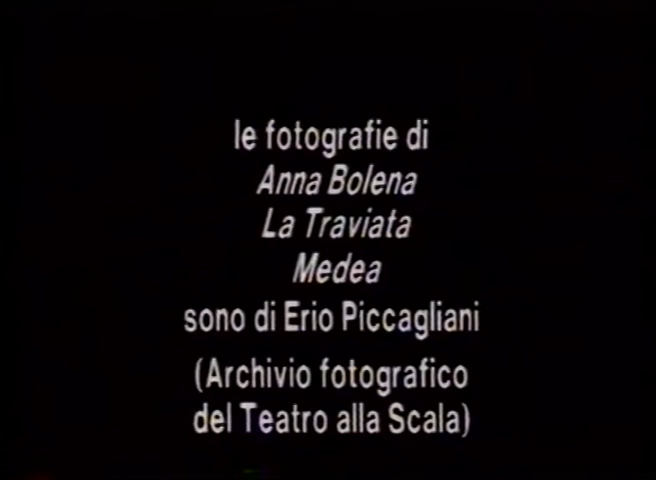 le fotografie di
Anna Bolena
La Traviata
Medea
sono di Erio Piccagliani
(Archivio fotografico
del Teatro alla Scala)